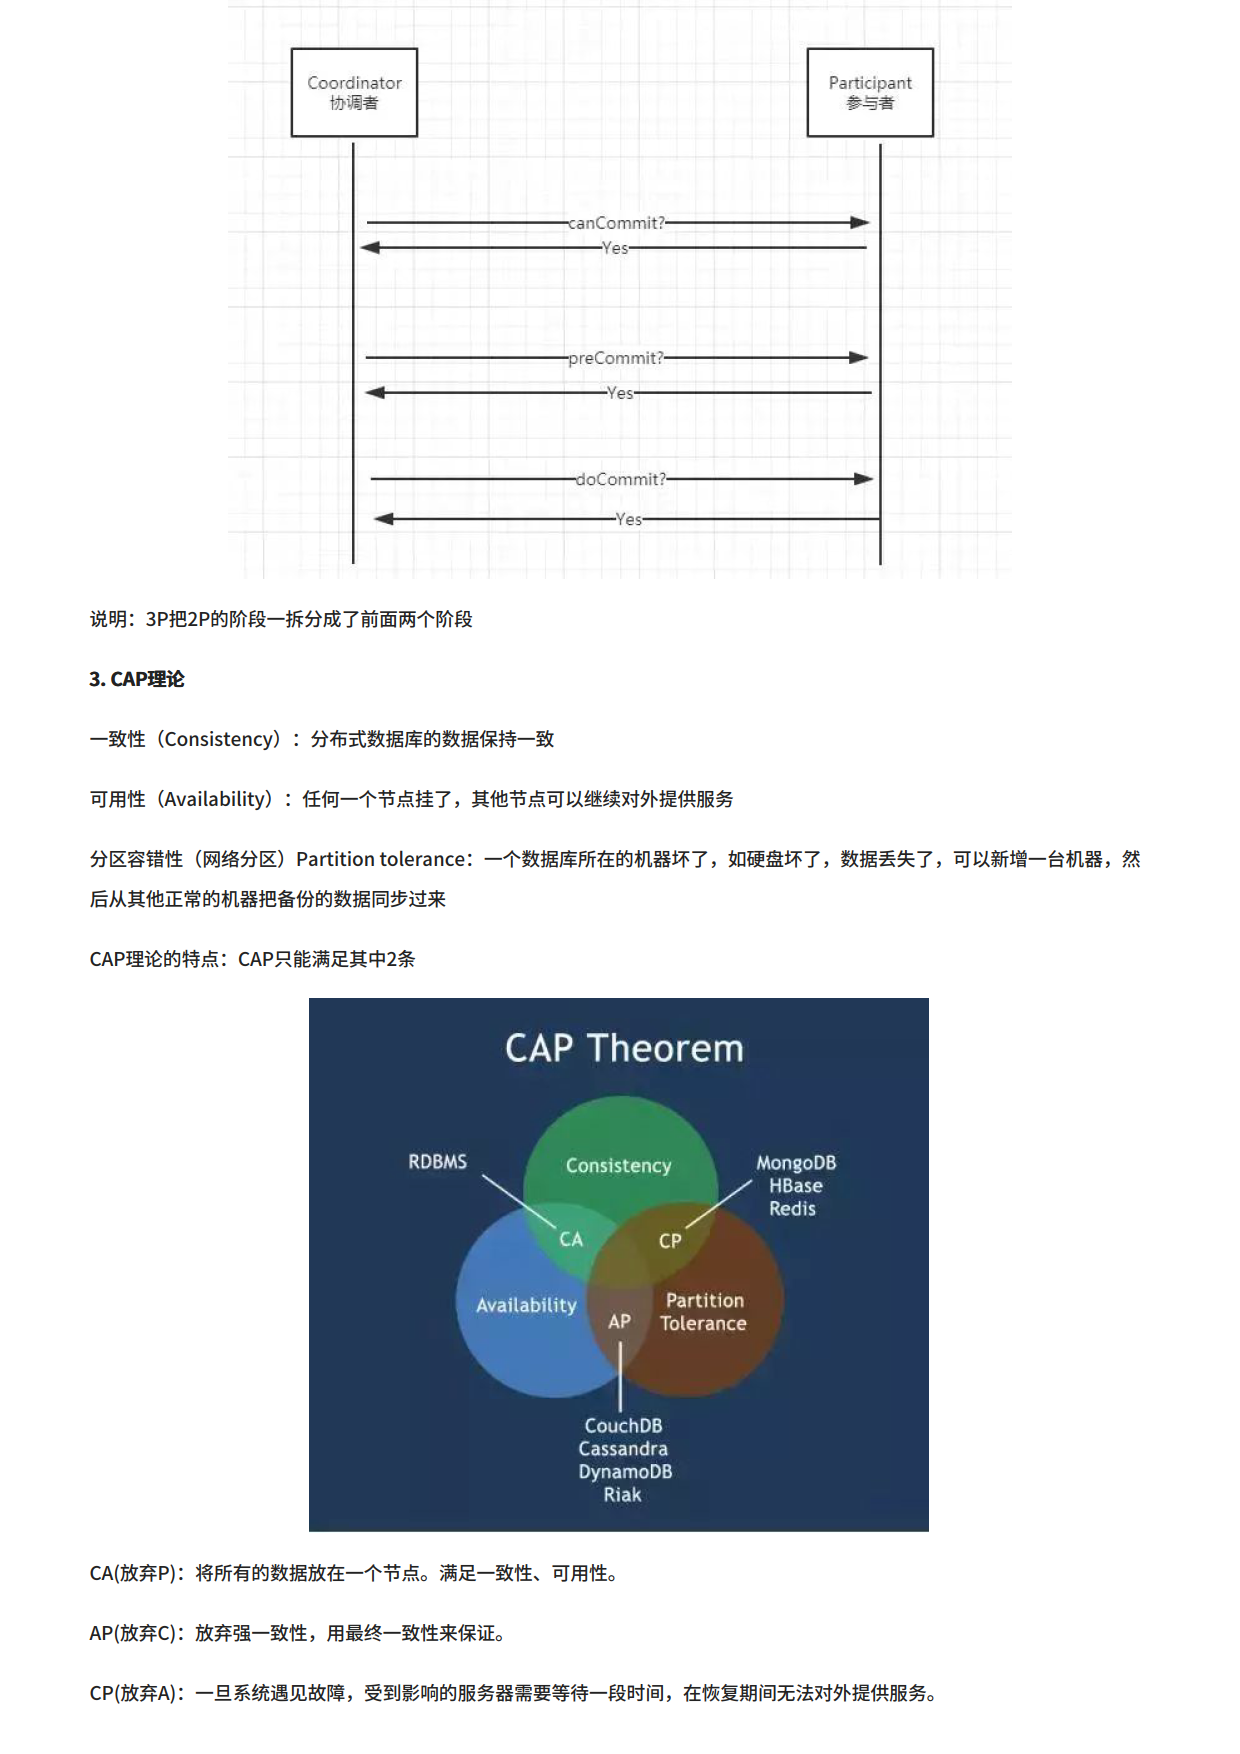 Coordinator
协调者
Participant
参与者
canCommit?
Yes
preCommit?
Yes
doCommit?
Yes
说明：3P把2P的阶段一拆分成了前面两个阶段
3. CAP理论
一致性（Consistency）：分布式数据库的数据保持一致
可用性（Availability）：任何一个节点挂了，其他节点可以继续对外提供服务
分区容错性（网络分区）Partition tolerance：一个数据库所在的机器坏了，如硬盘坏了，数据丢失了，可以新增一台机器，然
后从其他正常的机器把备份的数据同步过来
CAP理论的特点：CAP只能满足其中2条
CAP Theorem
RDBMS
Consistency
MongoDB
HBase
Redis
CA
CP
Availability
Partition
Tolerance
AP
CouchDB
Cassandra
DynamoDB
Riak
CA(放弃P)：将所有的数据放在一个节点。满足一致性、可用性。
AP(放弃C)：放弃强一致性，用最终一致性来保证。
CP(放弃A)：一旦系统遇见故障，受到影响的服务器需要等待一段时间，在恢复期间无法对外提供服务。